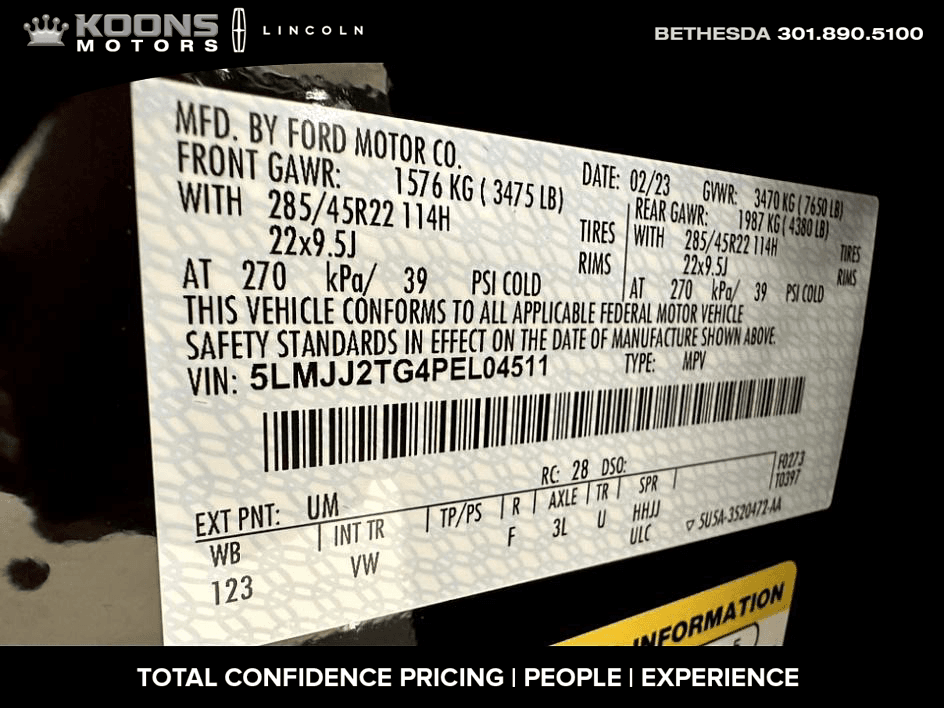 KOONS
MOTORS
LINCOLN
BETHESDA 301.890.5100
MFD. BY FORD MOTOR CO.
DATE: 02/23 GVWR: 3470 KG ( 7650 LB)
FRONT GAWR: 1576 KG ( 3475 LB)
REAR GAWR: 1987 KG ( 4380 LB)
WITH 285/45R22 114H TIRES
WITH 285/45R22 114H TIRES
22x9.5J RIMS
22x9.5J RIMS
AT 270 kPa/ 39 PSI COLD
AT 270 kPa/ 39 PSI COLD
THIS VEHICLE CONFORMS TO ALL APPLICABLE FEDERAL MOTOR VEHICLE
SAFETY STANDARDS IN EFFECT ON THE DATE OF MANUFACTURE SHOWN ABOVE.
VIN: 5LMJJ2TG4PEL04511 TYPE: MPV
RC: 28 DSO:
F0273
T0397
EXT PNT: UM
WB INT TR TP/PS R AXLE TR SPR
123 VW F 3L U HHJJ
ULC
5U5A-3520472-AA
INFORMATION
TOTAL CONFIDENCE PRICING | PEOPLE | EXPERIENCE